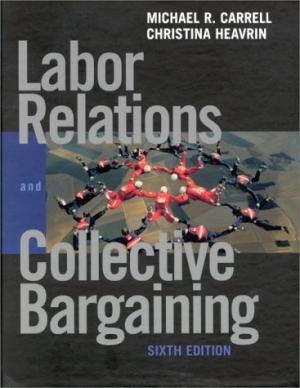 MICHAEL R. CARRELL
CHRISTINA HEAVRIN
Labor
Relations
and
Collective
Bargaining
SIXTH EDITION